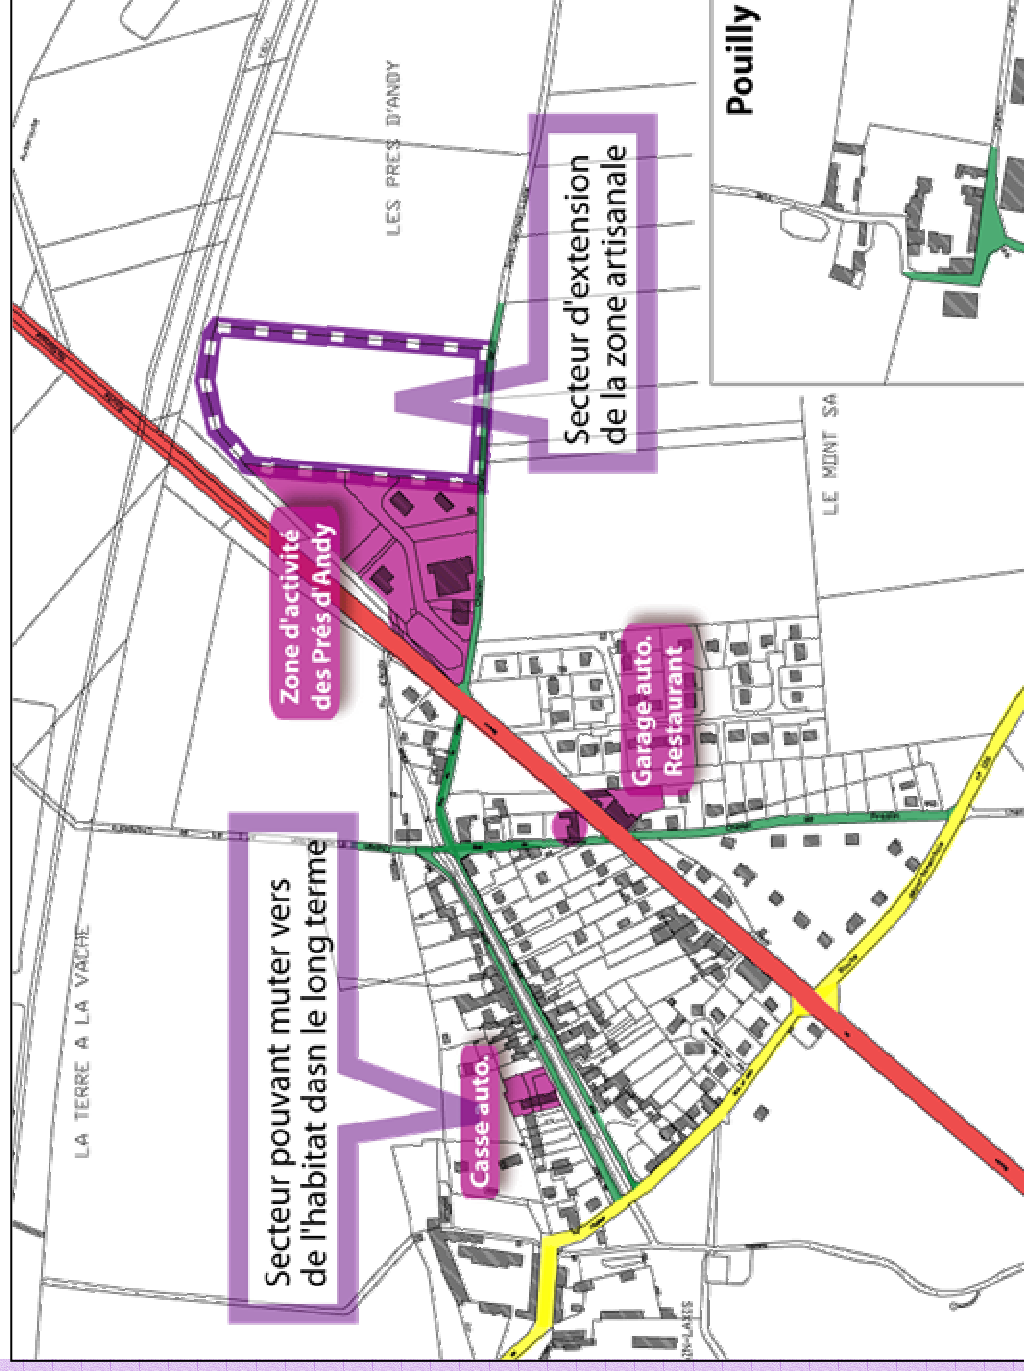 Pouilly
LES PRES D'ANDY
Secteur d'extension
de la zone artisanale
Zone d'activité
des Prés d'Andy
LE MONT SA
Garage auto.
Restaurant
Secteur pouvant muter vers
de l'habitat dasn le long terme
LA TERRE A LA VACHE
Casse auto.